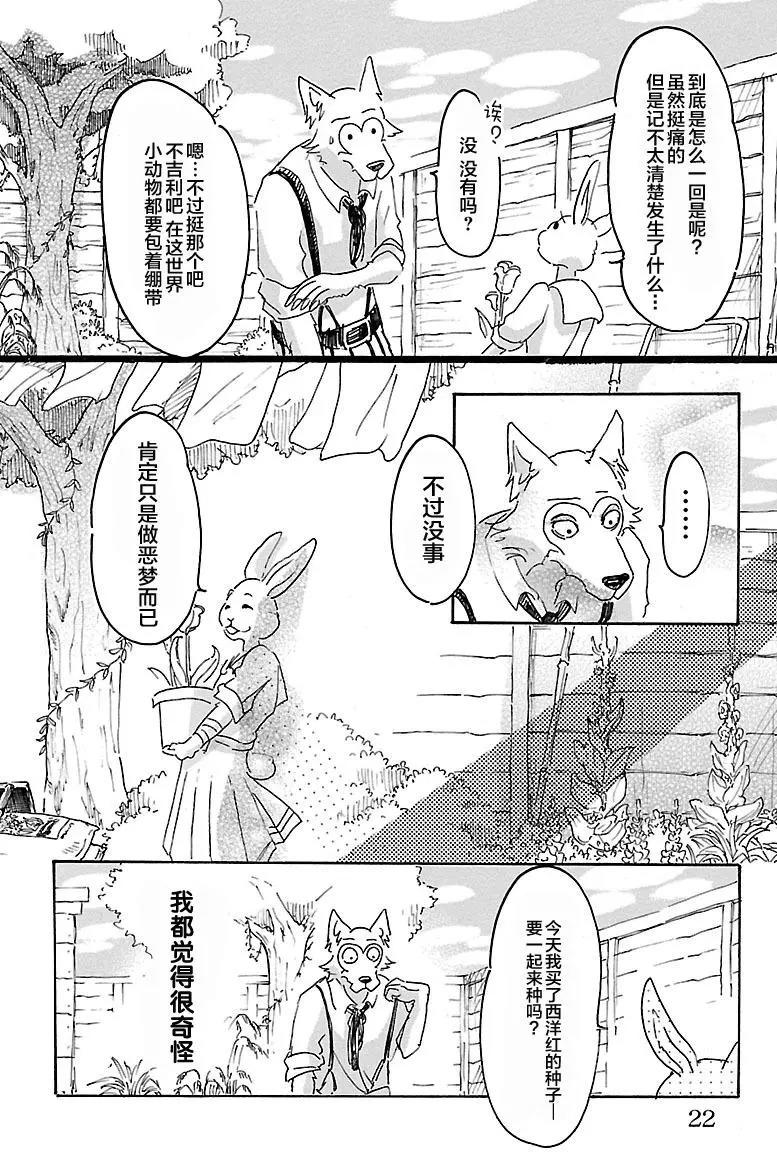 到底是怎么一回是呢？
虽然挺痛的
但是记不太清楚发生了什么…
诶？
没 没有吗？
嗯…不过挺那个吧
不吉利吧 在这世界
小动物都要包着绷带
……
不过没事
肯定只是做恶梦而已
今天我买了西洋红的种子—
要一起来种吗？
我都觉得很奇怪
22